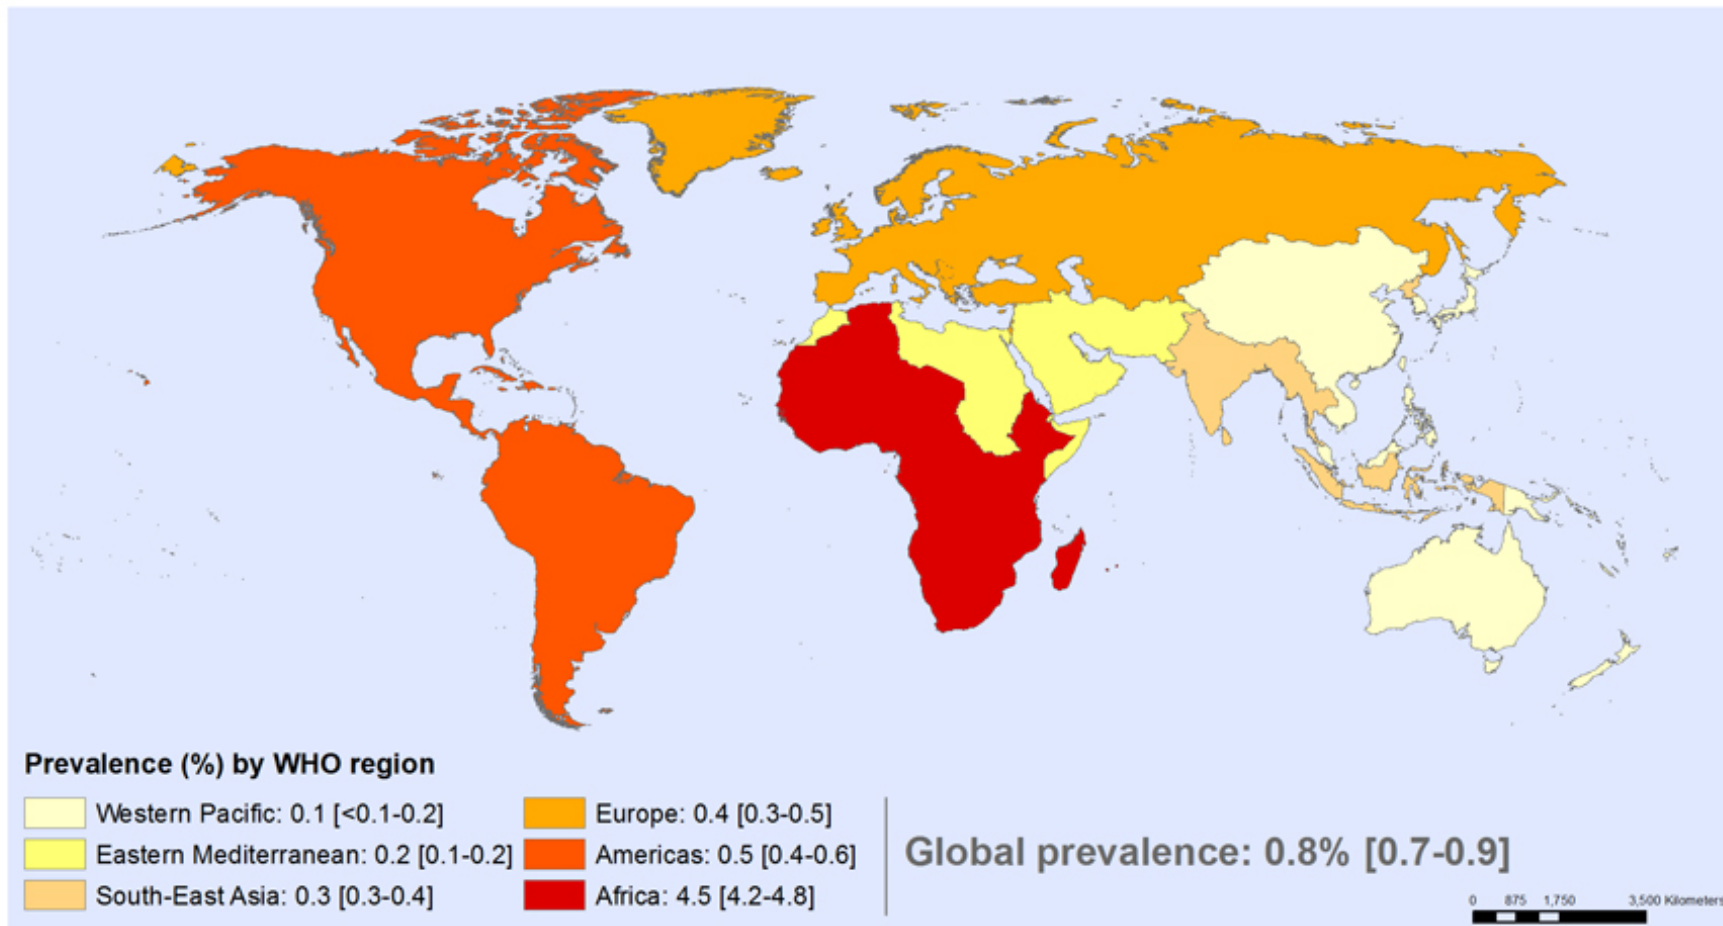 Prevalence (%) by WHO region
Western Pacific: 0.1 [<0.1-0.2]
Eastern Mediterranean: 0.2 [0.1-0.2]
South-East Asia: 0.3 [0.3-0.4]
Europe: 0.4 [0.3-0.5]
Americas: 0.5 [0.4-0.6]
Africa: 4.5 [4.2-4.8]
Global prevalence: 0.8% [0.7-0.9]
0 875 1,750 3,500 Kilometers